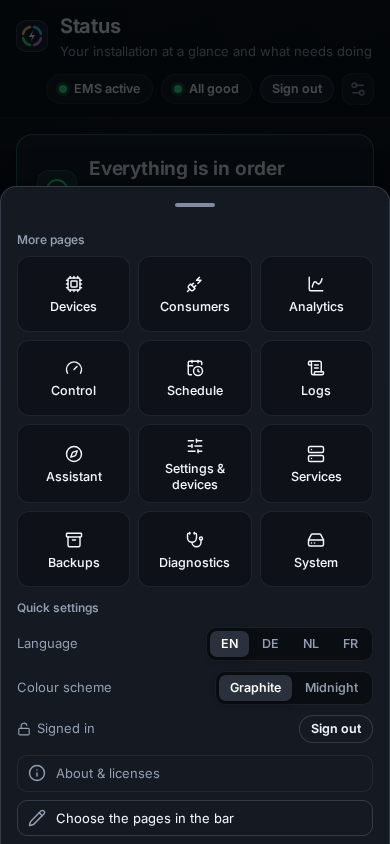 Status
Your installation at a glance and what needs doing
EMS active
All good
Sign out
Everything is in order
More pages
Devices
Consumers
Analytics
Control
Schedule
Logs
Assistant
Settings &
devices
Services
Backups
Diagnostics
System
Quick settings
Language
EN
DE
NL
FR
Colour scheme
Graphite
Midnight
Signed in
Sign out
About & licenses
Choose the pages in the bar